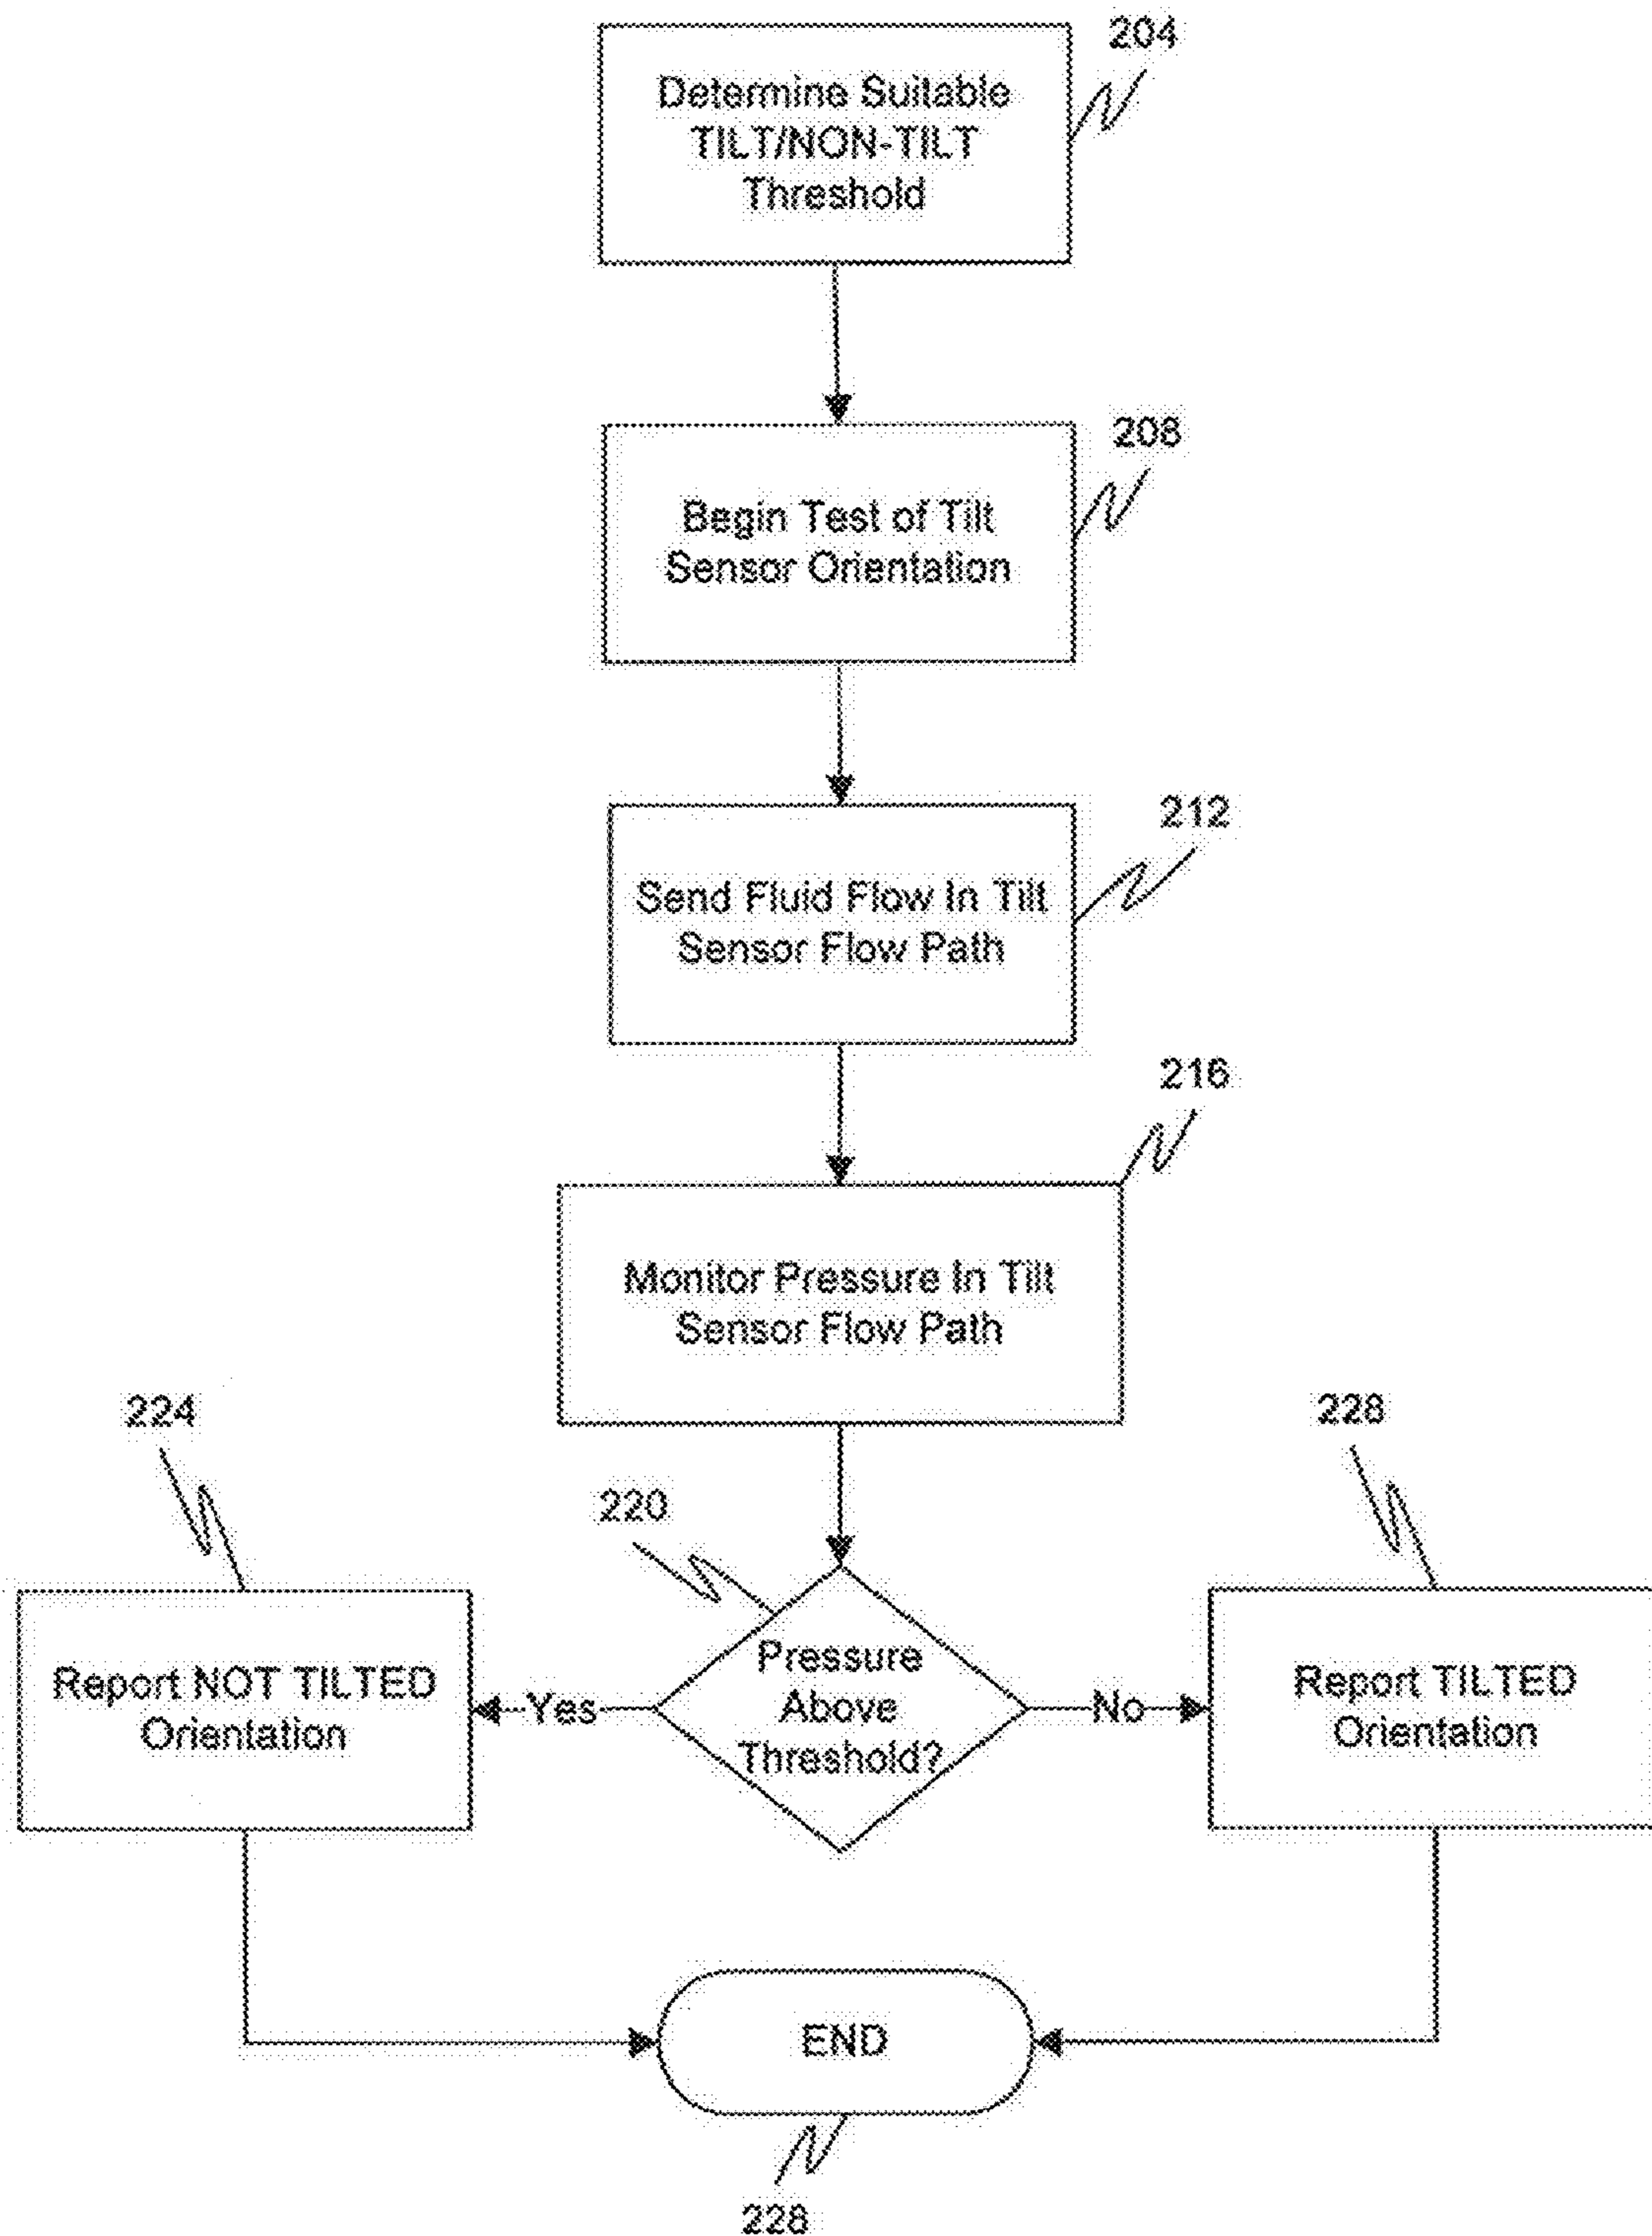 204
Determine Suitable
TILT/NON-TILT
Threshold
208
Begin Test of Tilt
Sensor Orientation
212
Send Fluid Flow In Tilt
Sensor Flow Path
216
Monitor Pressure In Tilt
Sensor Flow Path
224
228
220
Report NOT TILTED
Orientation
Yes
Pressure
Above
Threshold?
No
Report TILTED
Orientation
END
228